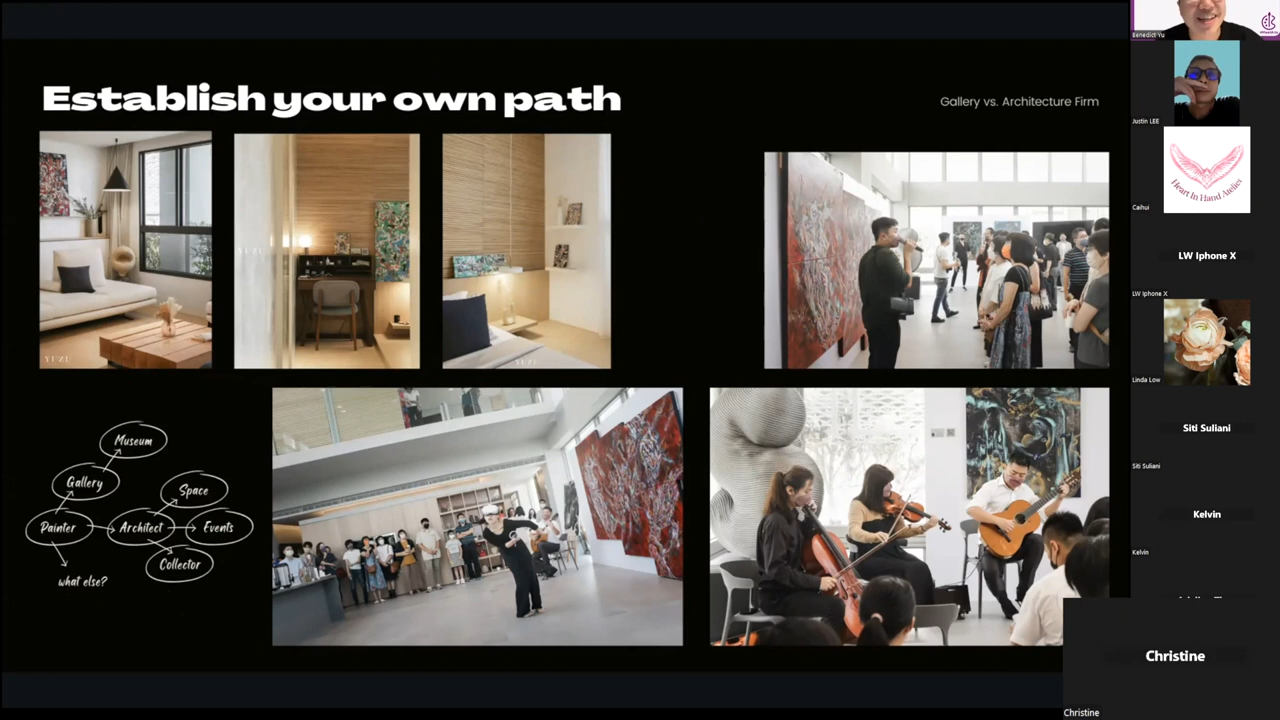 Establish your own path
Gallery vs. Architecture Firm
YUZU
Museum
Gallery
Space
Painter
Architect
Events
Collector
what else?
Benedict Yu
Justin LEE
Heart In Hand Atelier
Caihui
LW Iphone X
LW Iphone X
Linda Low
Siti Suliani
Siti Suliani
Kelvin
Kelvin
Christine
Christine